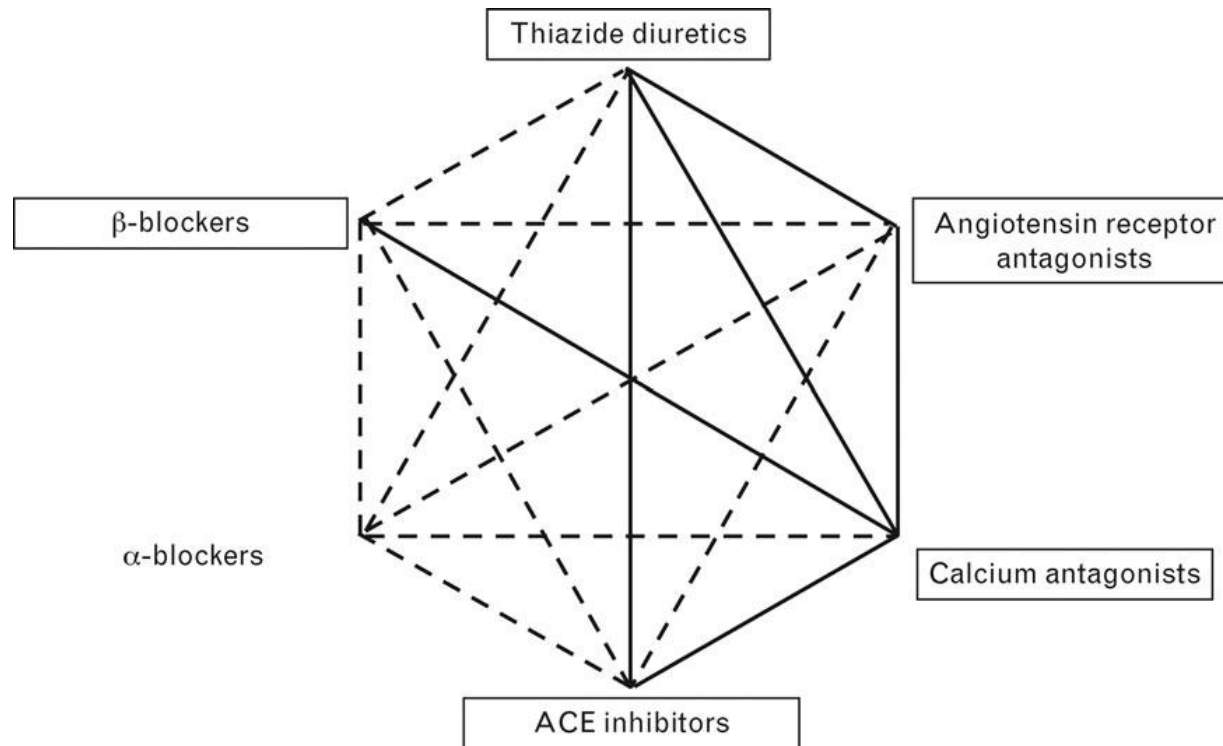 Thiazide diuretics
β-blockers
Angiotensin receptor
antagonists
α-blockers
Calcium antagonists
ACE inhibitors